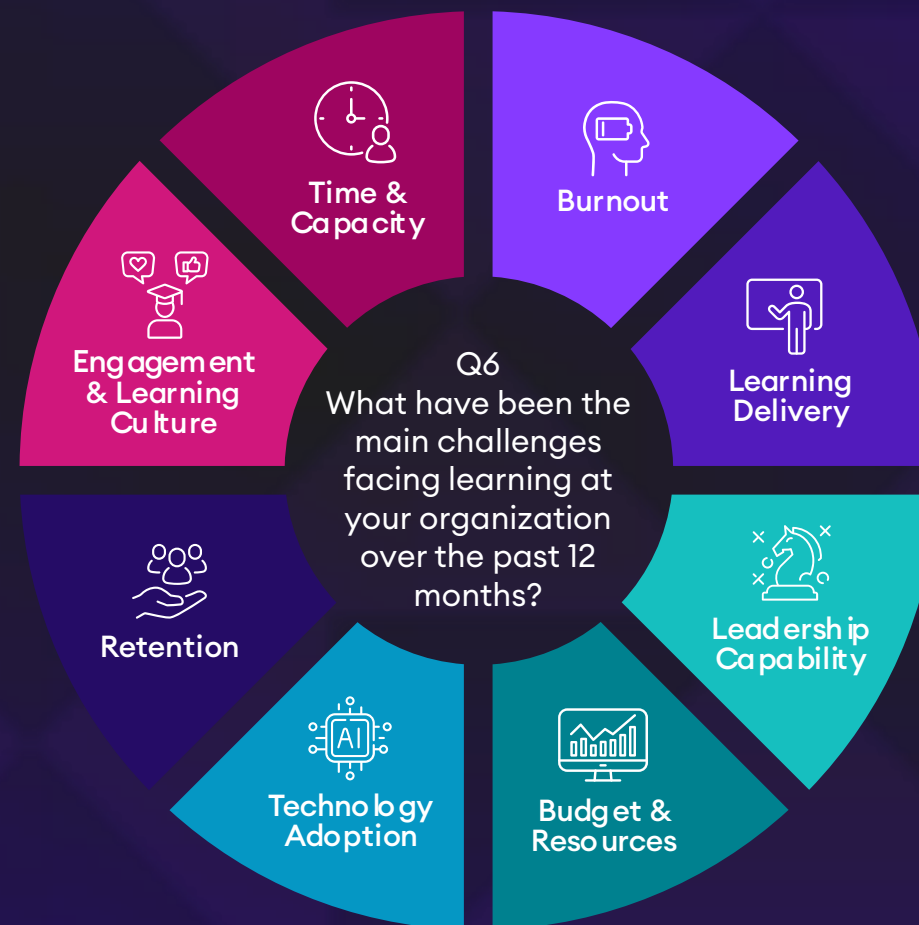 Q6
What have been the
main challenges
facing learning at
your organization
over the past 12
months?
Time &
Capacity
Burnout
Learning
Delivery
Leadership
Capability
Budget &
Resources
AI
Technology
Adoption
Retention
Engagement
& Learning
Culture